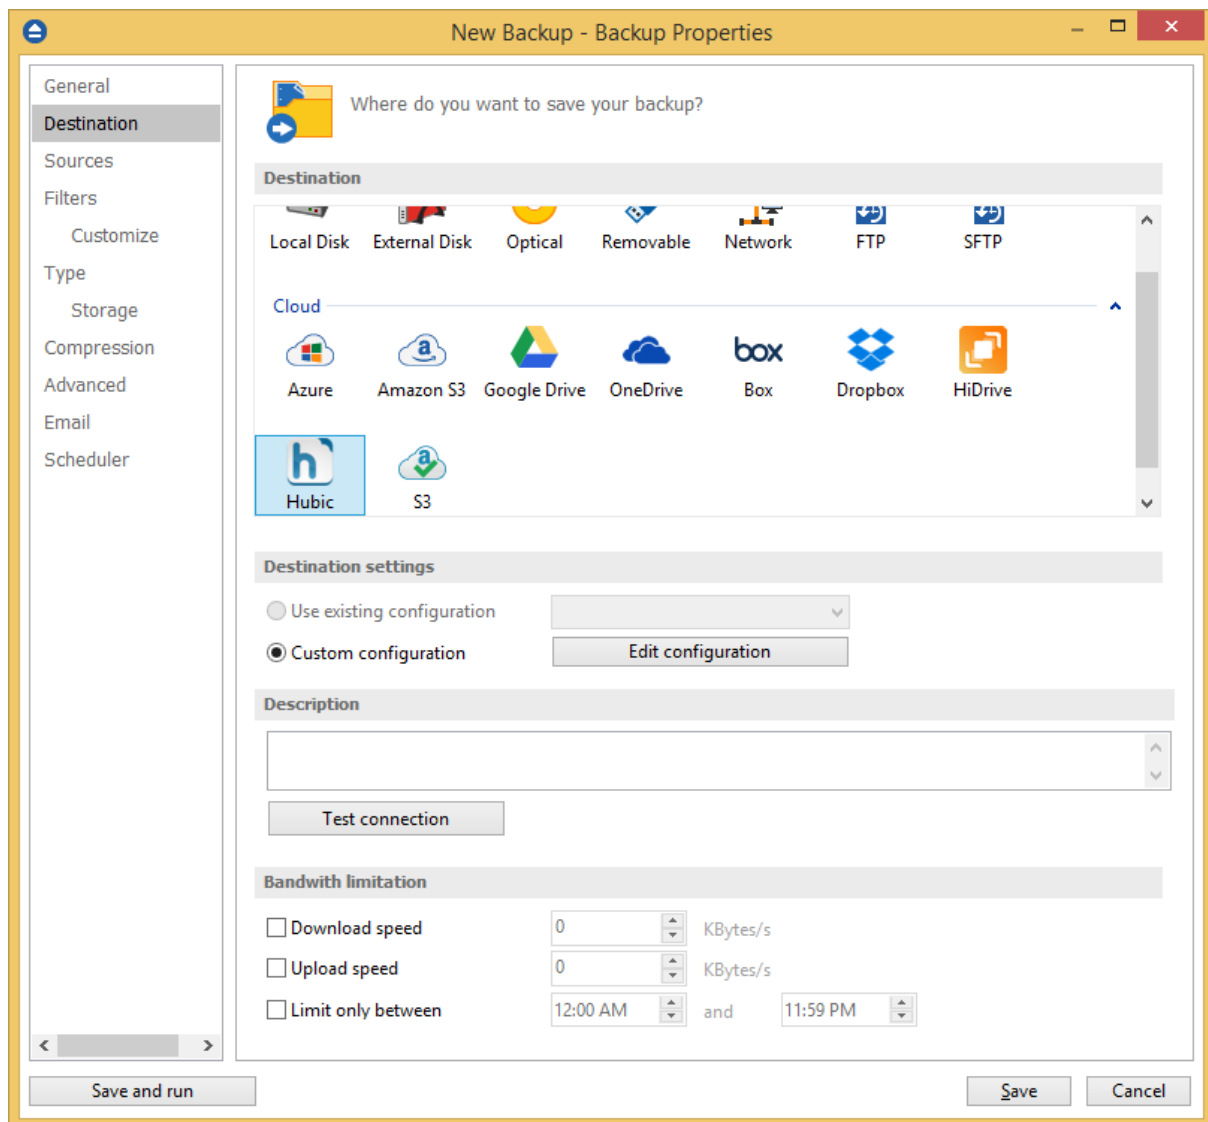 New Backup - Backup Properties
General
Destination
Sources
Filters
Customize
Type
Storage
Compression
Advanced
Email
Scheduler
Where do you want to save your backup?
Destination
Local Disk External Disk Optical Removable Network FTP SFTP
Cloud
a
box
Azure Amazon S3 Google Drive OneDrive Box Dropbox HiDrive
h a
Hubic S3
Destination settings
Use existing configuration
Custom configuration Edit configuration
Description
Test connection
Bandwith limitation
Download speed 0 KBytes/s
Upload speed 0 KBytes/s
Limit only between 12:00 AM and 11:59 PM
Save and run Save Cancel